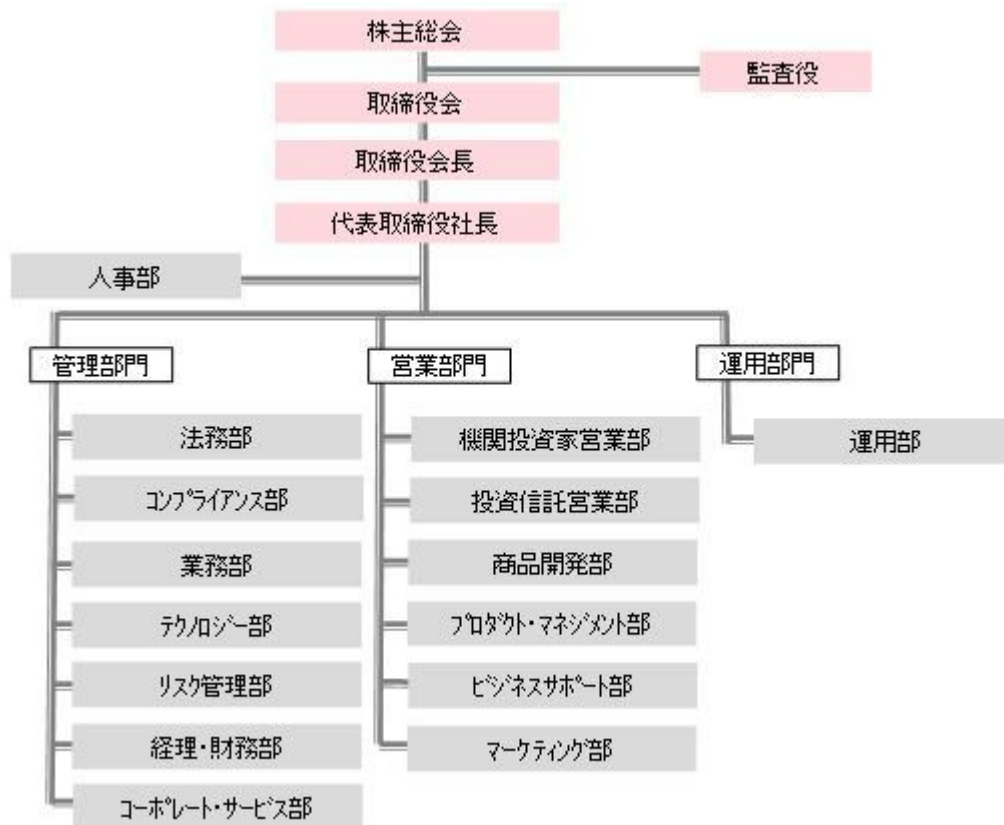 株主総会
監査役
取締役会
取締役会長
代表取締役社長
人事部
管理部門
営業部門
運用部門
法務部
ｺﾝﾌﾟﾗｲｱﾝｽ部
業務部
ﾃｸﾉﾛｼﾞｰ部
ﾘｽｸ管理部
経理・財務部
ｺｰﾎﾟﾚｰﾄ・ｻｰﾋﾞｽ部
機関投資家営業部
投資信託営業部
商品開発部
ﾌﾟﾛﾀﾞｸﾄ・ﾏﾈｼﾞﾒﾝﾄ部
ﾋﾞｼﾞﾈｽｻﾎﾟｰﾄ部
ﾏｰｹﾃｨﾝｸﾞ部
運用部